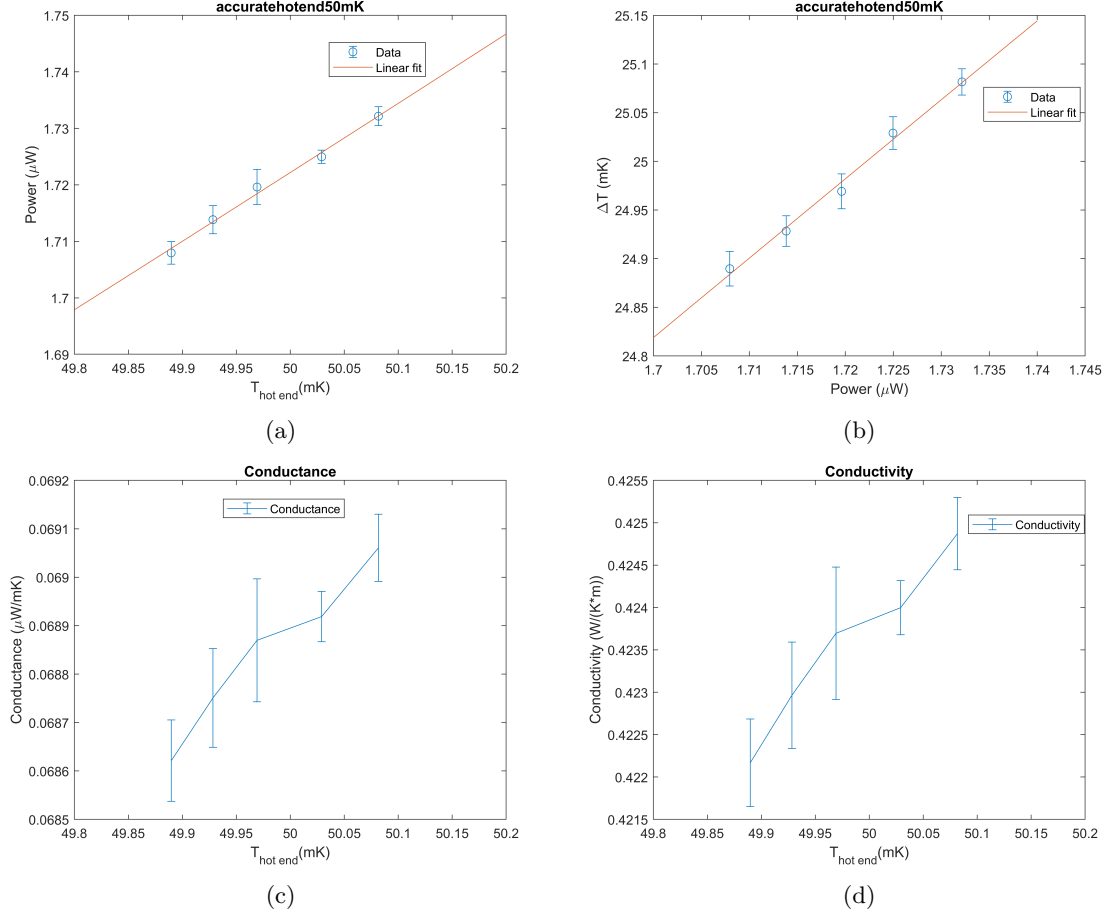 accuratehotend50mK
1.75
1.74
1.73
1.72
1.71
1.7
1.69
Power (μW)
Data
Linear fit
49.8 49.85 49.9 49.95 50 50.05 50.1 50.15 50.2
T hot end(mK)
(a)
accuratehotend50mK
25.15
25.1
25.05
25
24.95
24.9
24.85
24.8
ΔT (mK)
Data
Linear fit
1.7 1.705 1.71 1.715 1.72 1.725 1.73 1.735 1.74 1.745
Power (μW)
(b)
Conductance
0.0692
0.0691
0.069
0.0689
0.0688
0.0687
0.0686
0.0685
Conductance (μW/mK)
Conductance
49.8 49.85 49.9 49.95 50 50.05 50.1 50.15 50.2
T hot end(mK)
(c)
Conductivity
0.4255
0.425
0.4245
0.424
0.4235
0.423
0.4225
0.422
0.4215
Conductivity (W/(K*m))
Conductivity
49.8 49.85 49.9 49.95 50 50.05 50.1 50.15 50.2
T hot end(mK)
(d)